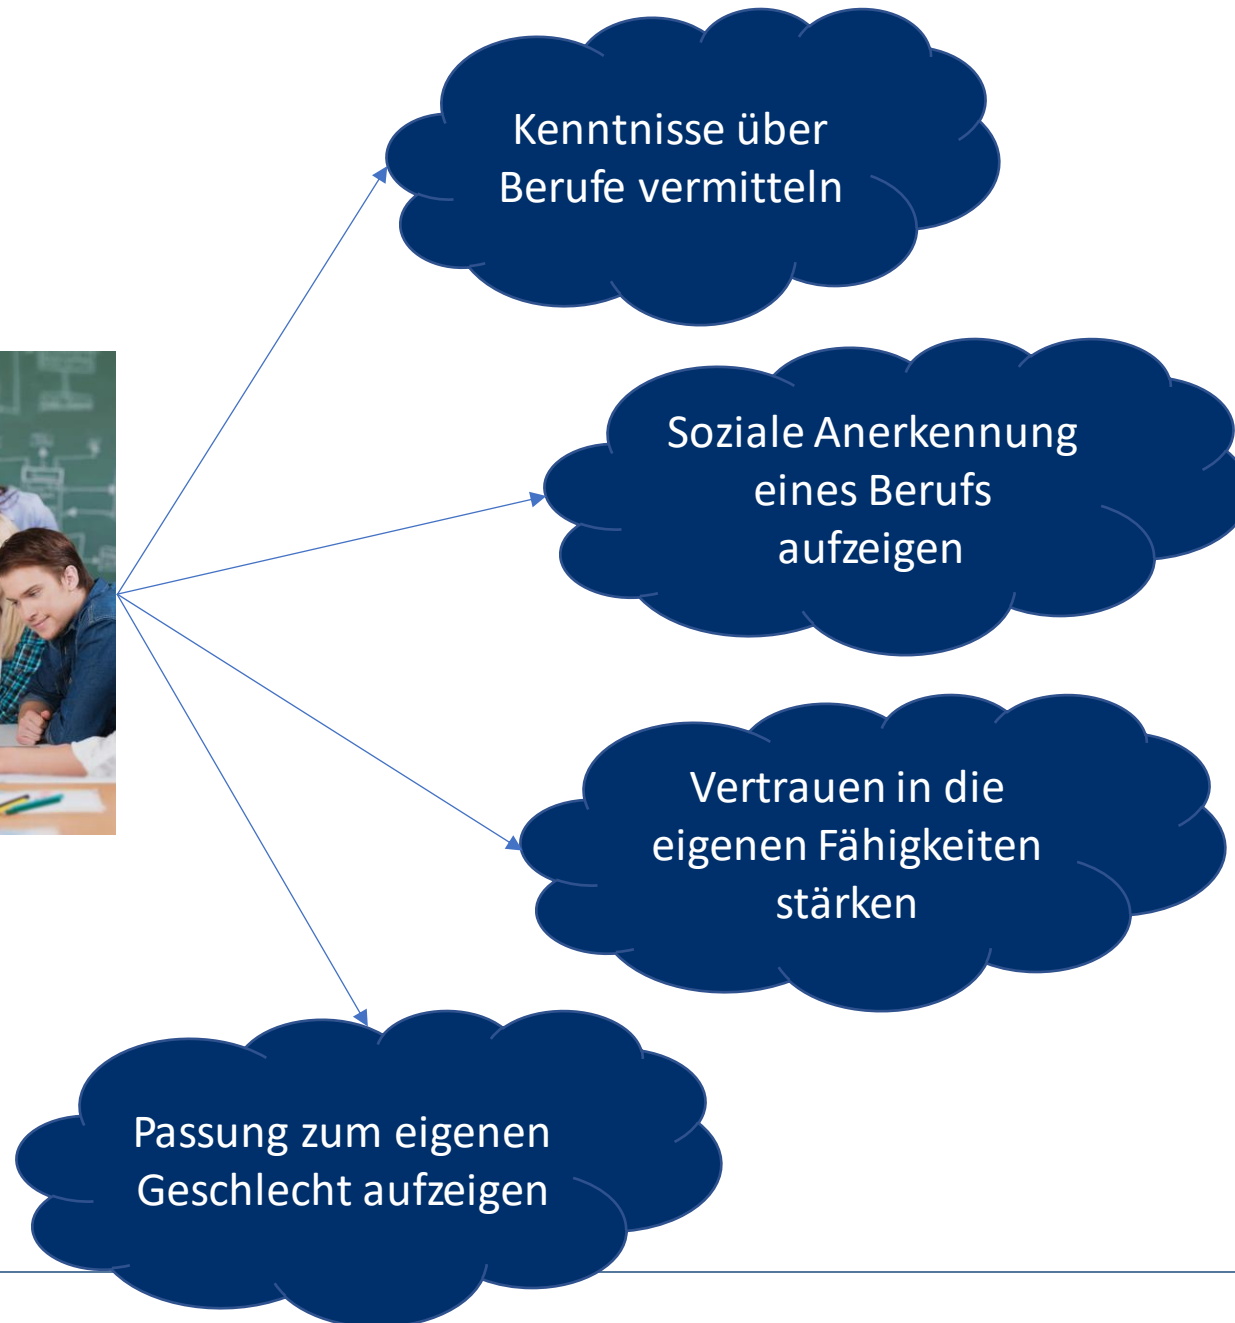 Kenntnisse über
Berufe vermitteln
Soziale Anerkennung
eines Berufs
aufzeigen
Vertrauen in die
eigenen Fähigkeiten
stärken
Passung zum eigenen
Geschlecht aufzeigen